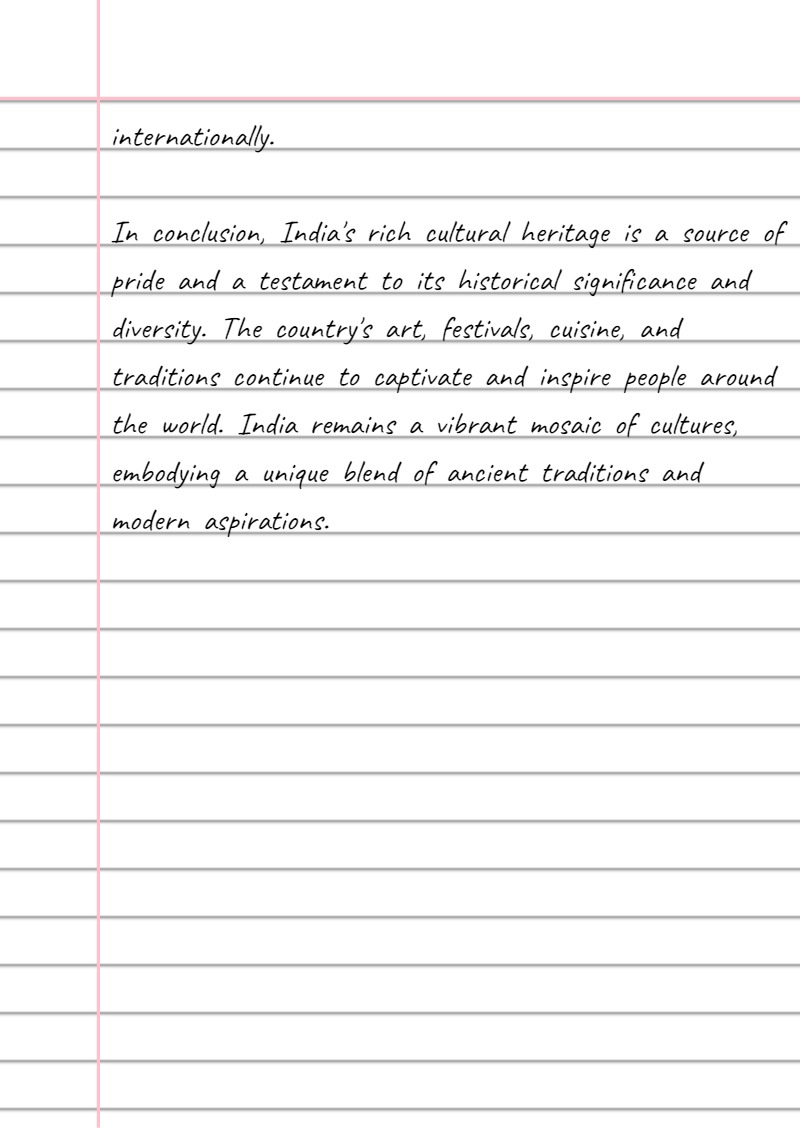 internationally.
In conclusion, India's rich cultural heritage is a source of
pride and a testament to its historical significance and
diversity. The country's art, festivals, cuisine, and
traditions continue to captivate and inspire people around
the world. India remains a vibrant mosaic of cultures,
embodying a unique blend of ancient traditions and
modern aspirations.